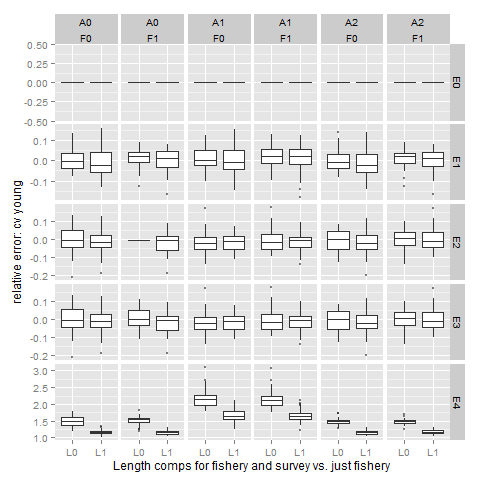 A0 A0 A1 A1 A2 A2
F0 F1 F0 F1 F0 F1
0.50
0.25
0.00
-0.25
-0.50
E0
0.1
0.0
-0.1
E1
0.1
0.0
-0.1
-0.2
E2
0.1
0.0
-0.1
-0.2
E3
3.0
2.5
2.0
1.5
1.0
E4
L0 L1 L0 L1 L0 L1 L0 L1 L0 L1 L0 L1
Length comps for fishery and survey vs. just fishery
relative error: cv young